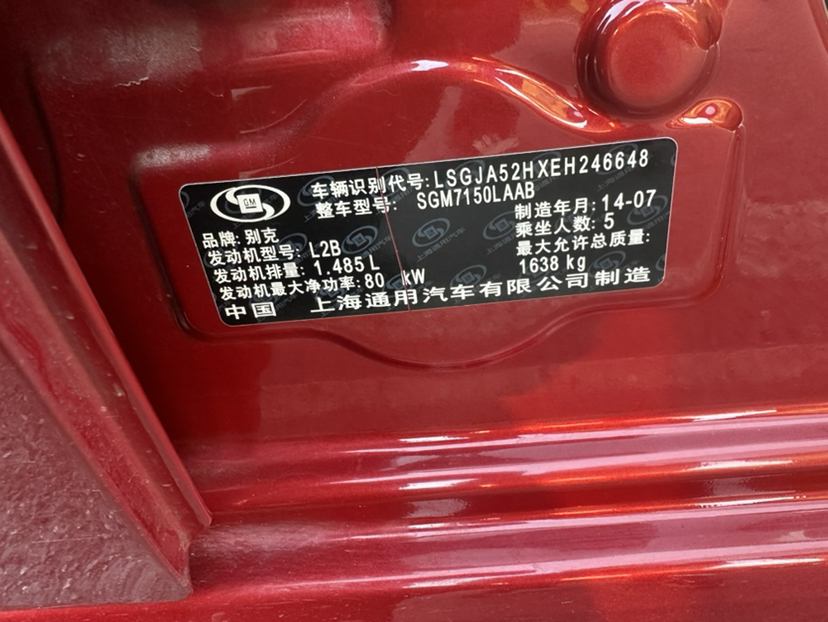 GM
车辆识别代号:LSGJA52HXEH246648
整车型号: SGM7150LAAB
品牌:别克
制造年月:14-07
发动机型号:L2B
乘坐人数:5
发动机排量:1.485L
最大允许总质量:
1638 kg
发动机最大净功率:80 kW
中国 上海通用汽车有限公司制造